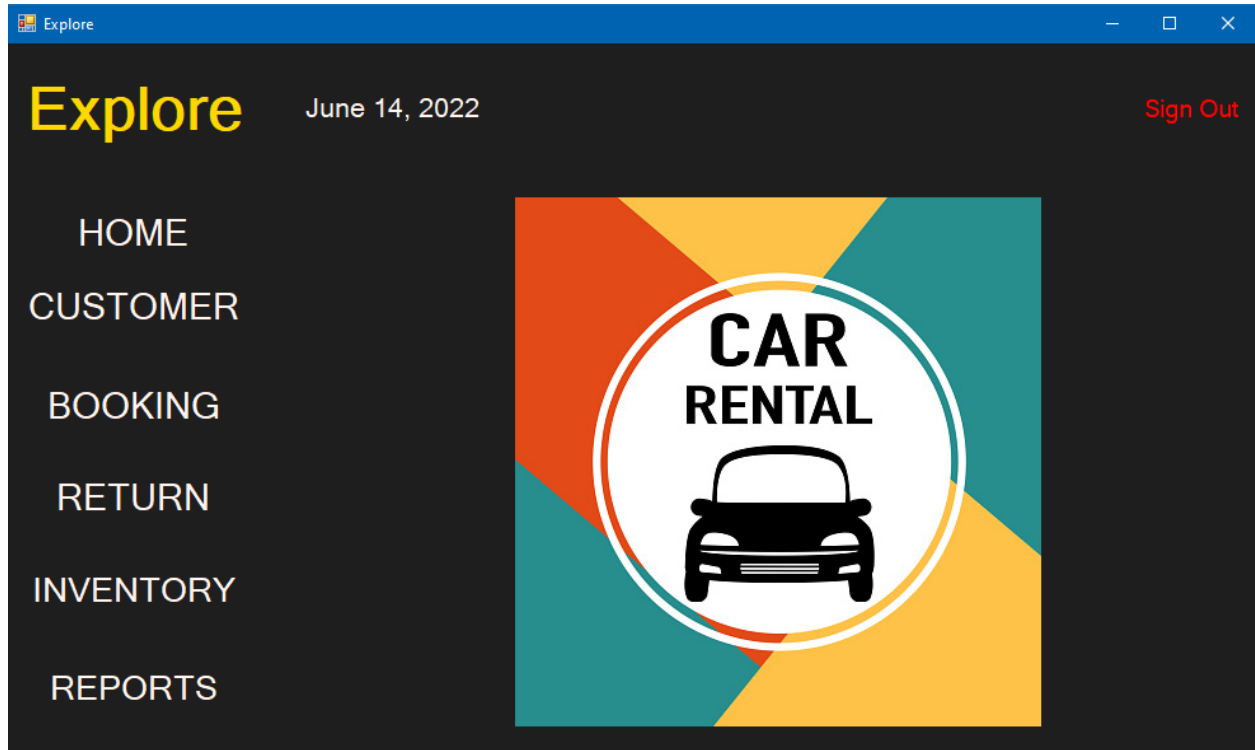 Explore
Explore
June 14, 2022
Sign Out
HOME
CUSTOMER
BOOKING
RETURN
INVENTORY
REPORTS
CAR
RENTAL